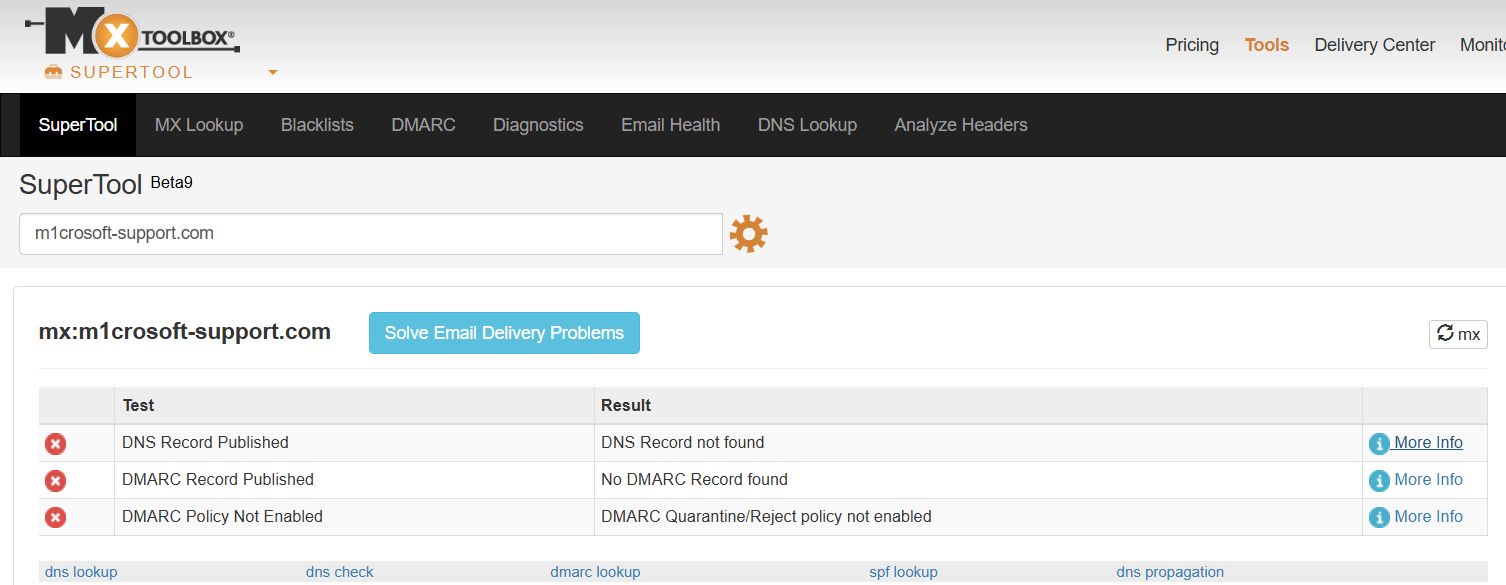 MX TOOLBOX®
SUPERTOOL
Pricing Tools Delivery Center Monito
SuperTool MX Lookup Blacklists DMARC Diagnostics Email Health DNS Lookup Analyze Headers
SuperTool Beta9
m1crosoft-support.com
mx:m1crosoft-support.com Solve Email Delivery Problems mx
Test Result
DNS Record Published DNS Record not found More Info
DMARC Record Published No DMARC Record found More Info
DMARC Policy Not Enabled DMARC Quarantine/Reject policy not enabled More Info
dns lookup dns check dmarc lookup spf lookup dns propagation